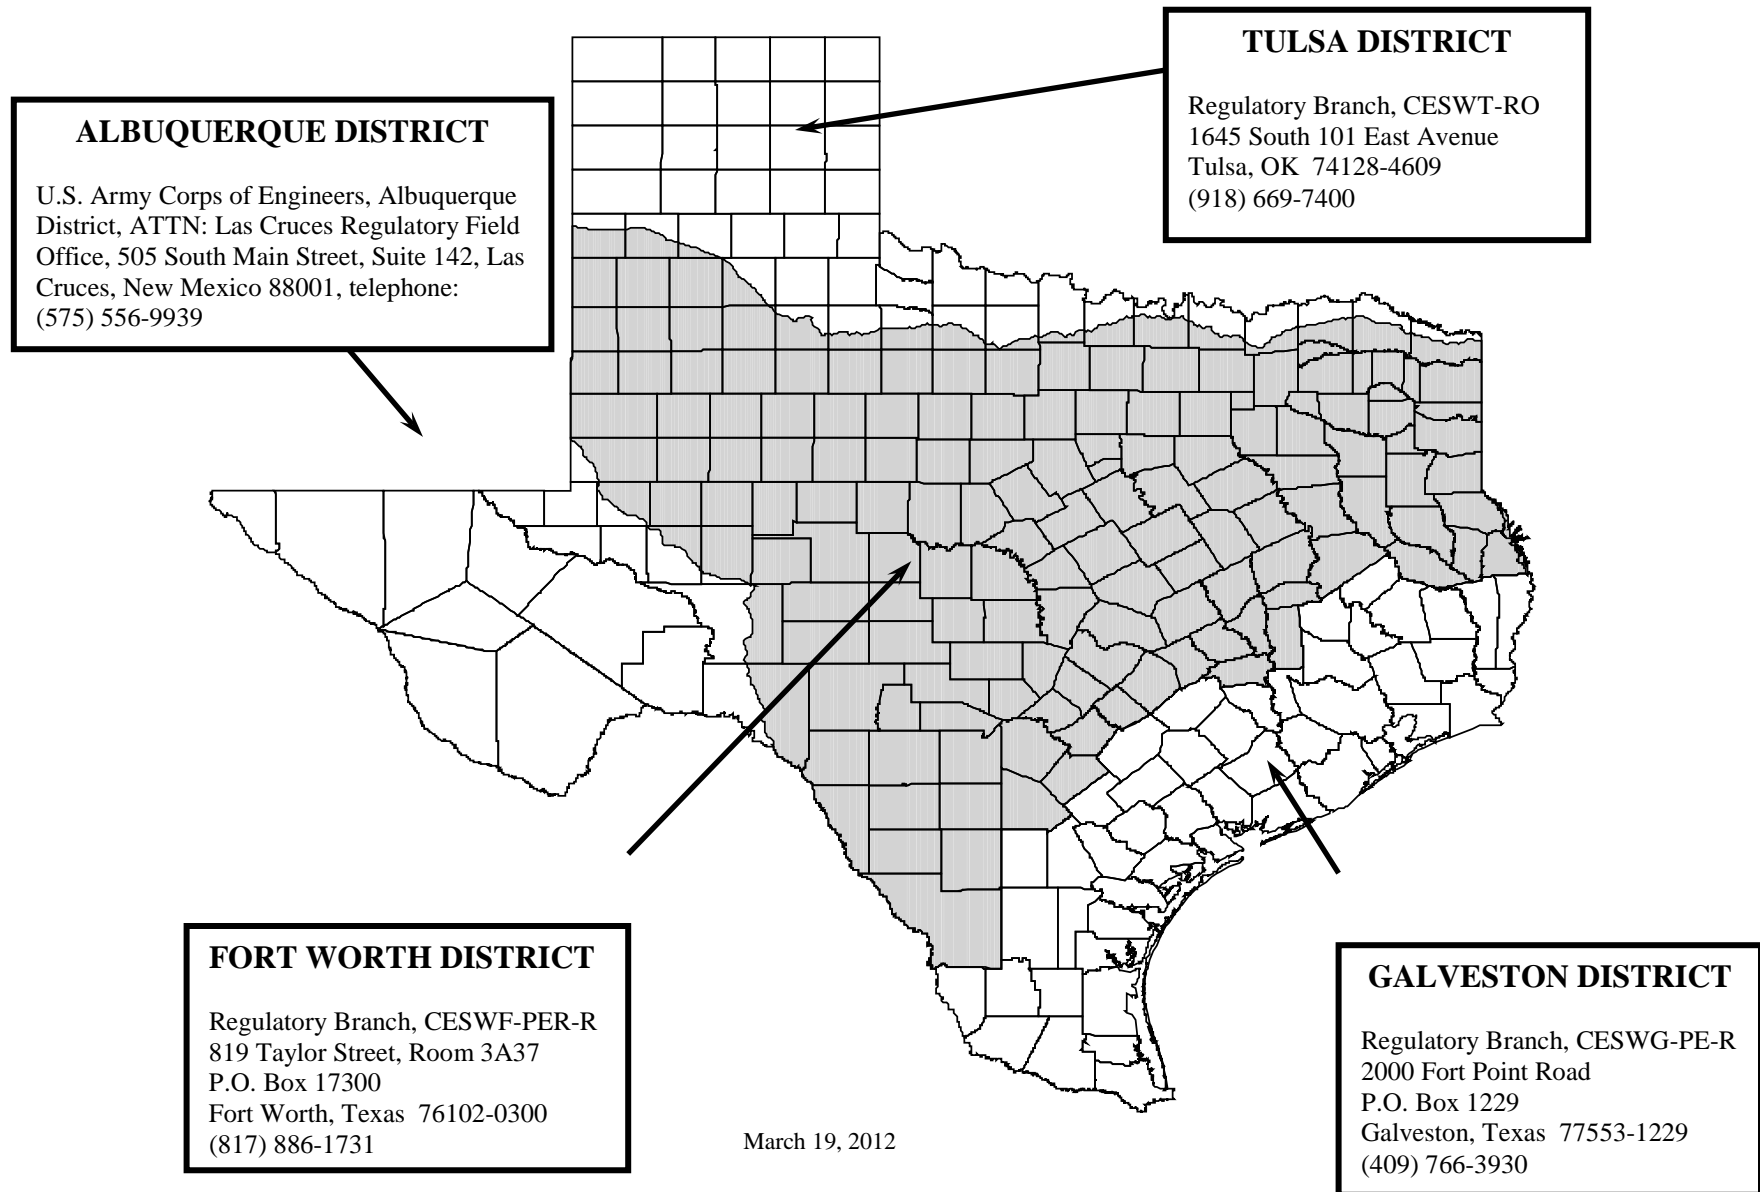 TULSA DISTRICT
Regulatory Branch, CESWT-RO
1645 South 101 East Avenue
Tulsa, OK  74128-4609
(918) 669-7400
ALBUQUERQUE DISTRICT
U.S. Army Corps of Engineers, Albuquerque
District, ATTN: Las Cruces Regulatory Field
Office, 505 South Main Street, Suite 142, Las
Cruces, New Mexico 88001, telephone:
(575) 556-9939
FORT WORTH DISTRICT
Regulatory Branch, CESWF-PER-R
819 Taylor Street, Room 3A37
P.O. Box 17300
Fort Worth, Texas  76102-0300
(817) 886-1731
March 19, 2012
GALVESTON DISTRICT
Regulatory Branch, CESWG-PE-R
2000 Fort Point Road
P.O. Box 1229
Galveston, Texas  77553-1229
(409) 766-3930